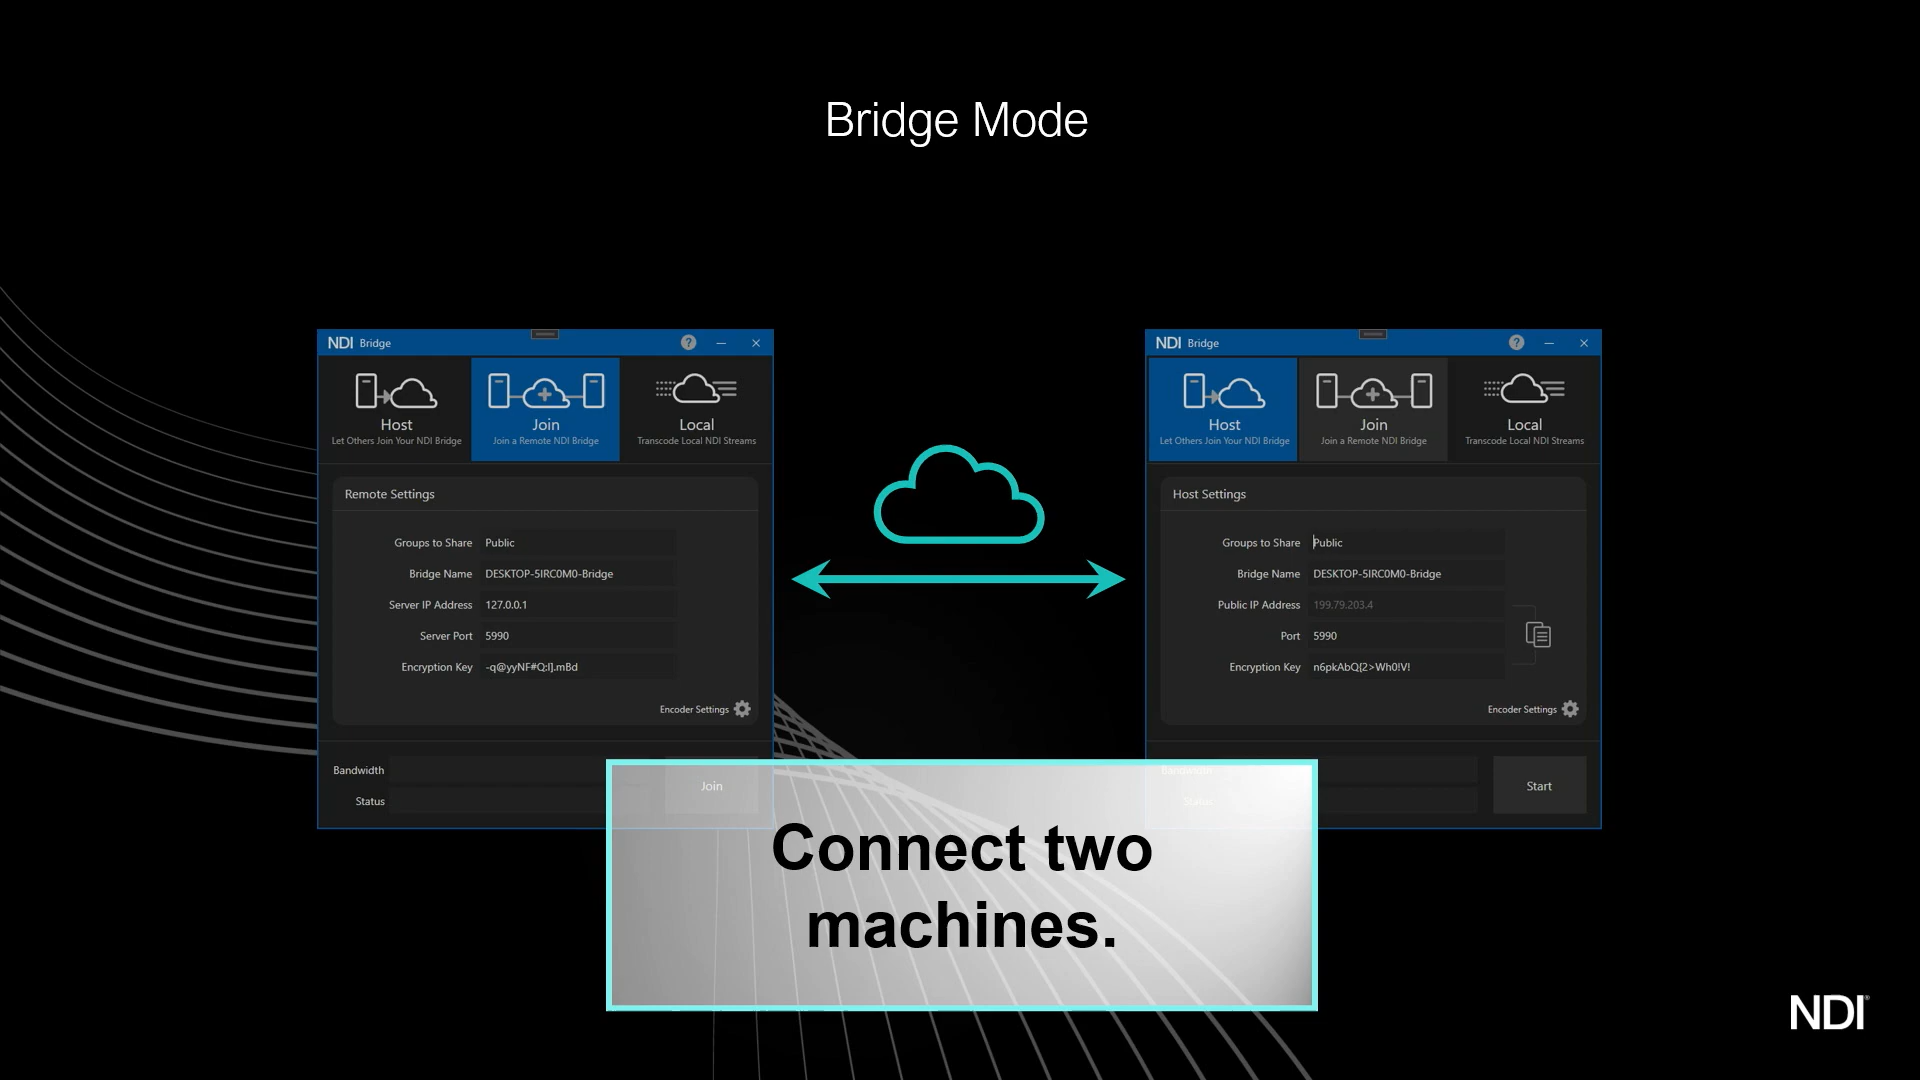 Bridge Mode
NDI Bridge
?
Host
Let Others Join Your NDI Bridge
Join
Join a Remote NDI Bridge
Local
Transcode Local NDI Streams
Remote Settings
Groups to Share Public
Bridge Name DESKTOP-5IRC0M0-Bridge
Server IP Address 127.0.0.1
Server Port 5990
Encryption Key -q@yyNF#Q:I].mBd
Encoder Settings
Bandwidth
Status
Join
NDI Bridge
?
Host
Let Others Join Your NDI Bridge
Join
Join a Remote NDI Bridge
Local
Transcode Local NDI Streams
Host Settings
Groups to Share Public
Bridge Name DESKTOP-5IRC0M0-Bridge
Public IP Address 199.79.203.4
Port 5990
Encryption Key n6pkAbQ{2>Wh0!V!
Encoder Settings
Bandwidth
Status
Start
Connect two
machines.
NDI®